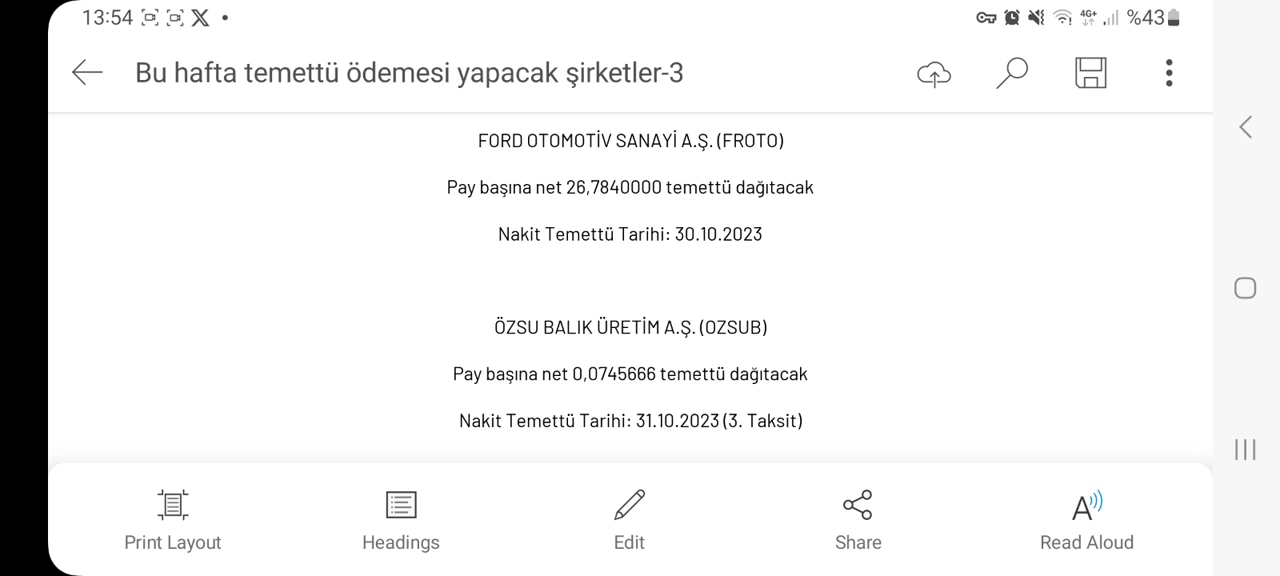 13:54 X •
4G+ %43
Bu hafta temettü ödemesi yapacak şirketler-3
FORD OTOMOTİV SANAYİ A.Ş. (FROTO)
Pay başına net 26,7840000 temettü dağıtacak
Nakit Temettü Tarihi: 30.10.2023
ÖZSU BALIK ÜRETİM A.Ş. (OZSUB)
Pay başına net 0,0745666 temettü dağıtacak
Nakit Temettü Tarihi: 31.10.2023 (3. Taksit)
Print Layout
Headings
Edit
Share
Read Aloud